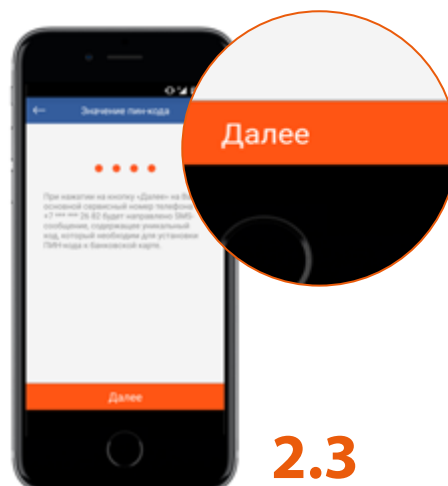 Значение пин-кода
При нажатии на кнопку «Далее» на Ваш
основной сервисный номер телефона
+7 *** *** 26 82 будет направлено SMS-
сообщение, содержащее уникальный
код, который необходим для установки
ПИН-кода к банковской карте.
Далее
Далее
2.3